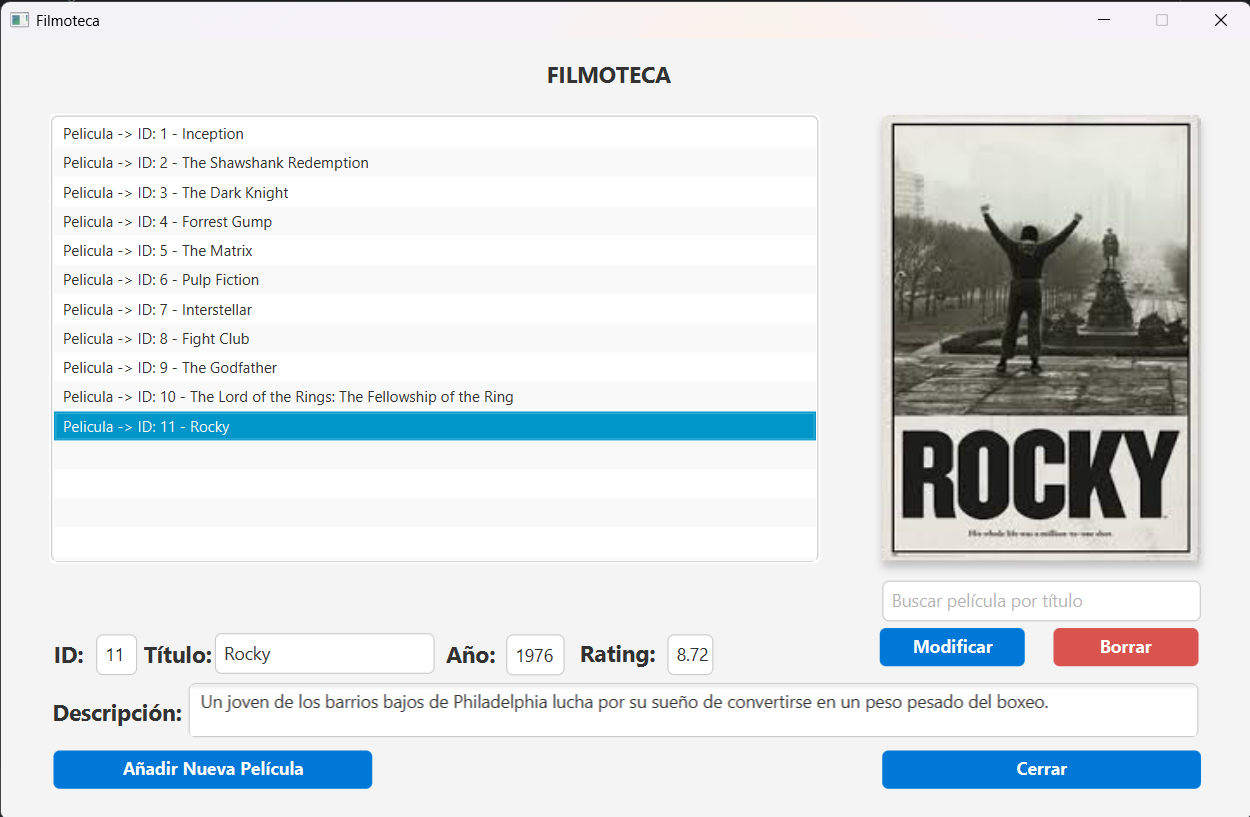 Filmoteca
FILMOTECA
Pelicula -> ID: 1 - Inception
Pelicula -> ID: 2 - The Shawshank Redemption
Pelicula -> ID: 3 - The Dark Knight
Pelicula -> ID: 4 - Forrest Gump
Pelicula -> ID: 5 - The Matrix
Pelicula -> ID: 6 - Pulp Fiction
Pelicula -> ID: 7 - Interstellar
Pelicula -> ID: 8 - Fight Club
Pelicula -> ID: 9 - The Godfather
Pelicula -> ID: 10 - The Lord of the Rings: The Fellowship of the Ring
Pelicula -> ID: 11 - Rocky
ROCKY
His whole life was a million-to-one shot.
Buscar película por título
ID: 11 Título: Rocky Año: 1976 Rating: 8.72
Modificar Borrar
Descripción: Un joven de los barrios bajos de Philadelphia lucha por su sueño de convertirse en un peso pesado del boxeo.
Añadir Nueva Película Cerrar